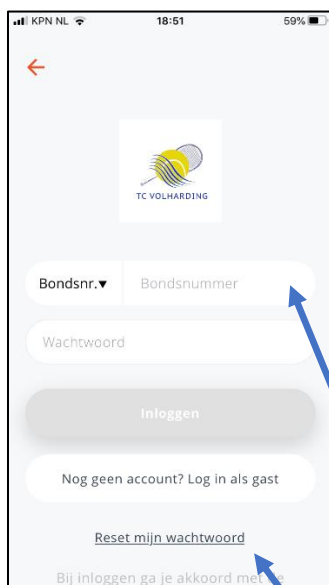 KPN NL 18:51 59%
TC VOLHARDING
Bondsnr.▼ Bondsnummer
Wachtwoord
Inloggen
Nog geen account? Log in als gast
Reset mijn wachtwoord
Bij inloggen ga je akkoord met de